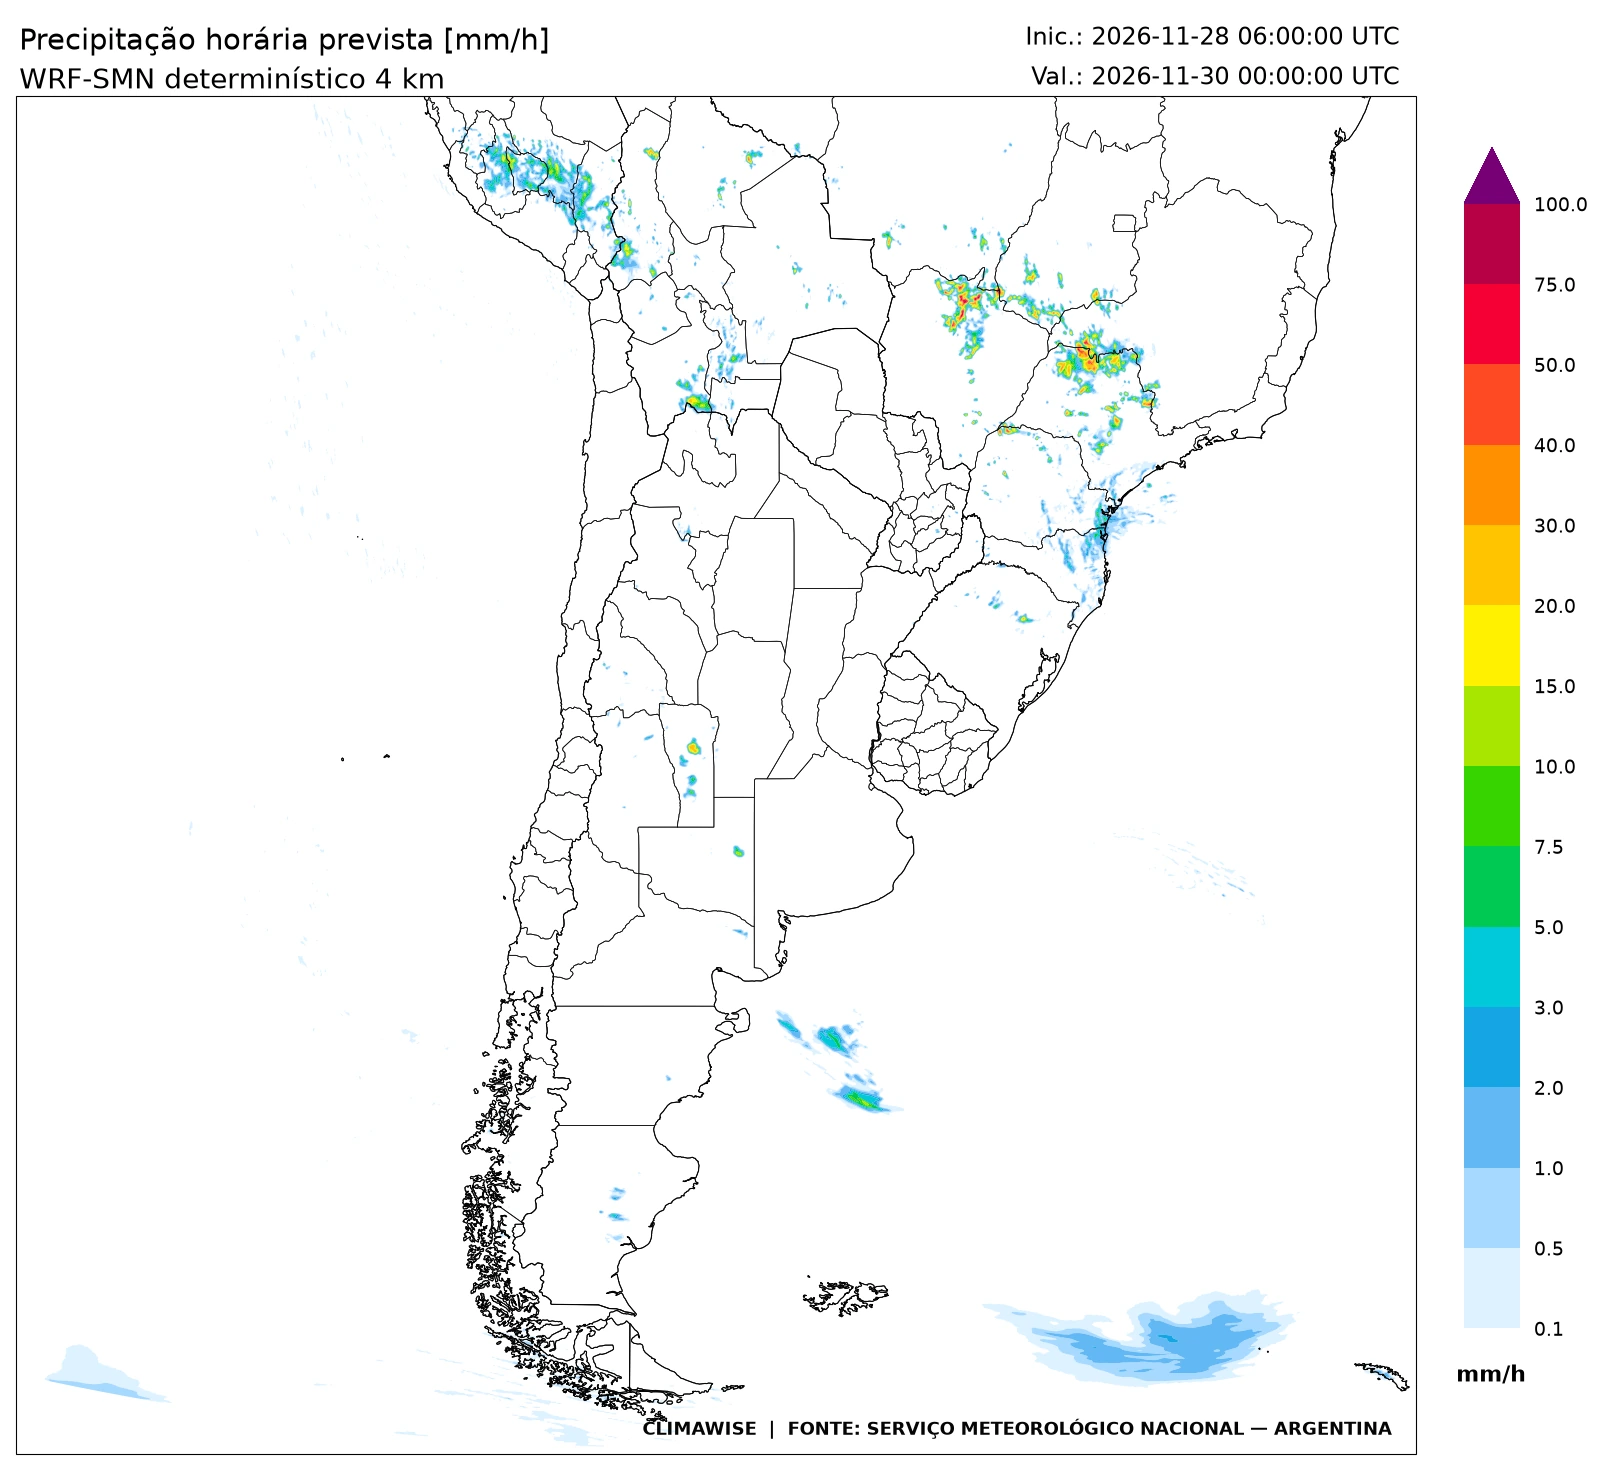 Precipitação horária prevista [mm/h]
WRF-SMN determinístico 4 km
Inic.: 2026-11-28 06:00:00 UTC
Val.: 2026-11-30 00:00:00 UTC
100.0
75.0
50.0
40.0
30.0
20.0
15.0
10.0
7.5
5.0
3.0
2.0
1.0
0.5
0.1
mm/h
CLIMAWISE | FONTE: SERVIÇO METEOROLÓGICO NACIONAL — ARGENTINA